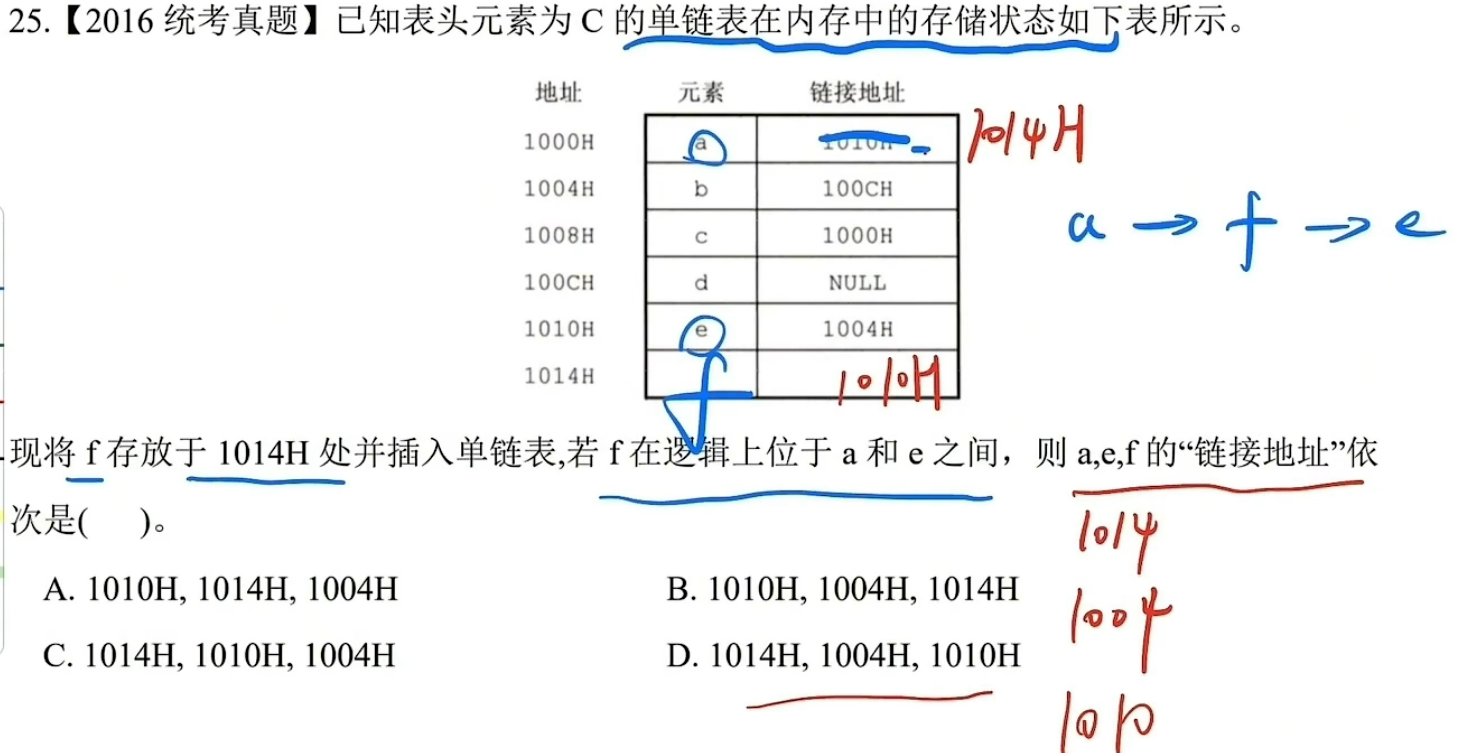 25.【2016 统考真题】已知表头元素为 C 的单链表在内存中的存储状态如下表所示。
地址 元素 链接地址
1000H a 1010H 1014H
1004H b 100CH
a → f → e
1008H c 1000H
100CH d NULL
1010H e 1004H
1014H f 1010H
现将 f 存放于 1014H 处并插入单链表,若 f 在逻辑上位于 a 和 e 之间，则 a,e,f 的“链接地址”依
次是( )。
1014
A. 1010H, 1014H, 1004H B. 1010H, 1004H, 1014H
1004
C. 1014H, 1010H, 1004H D. 1014H, 1004H, 1010H
1010